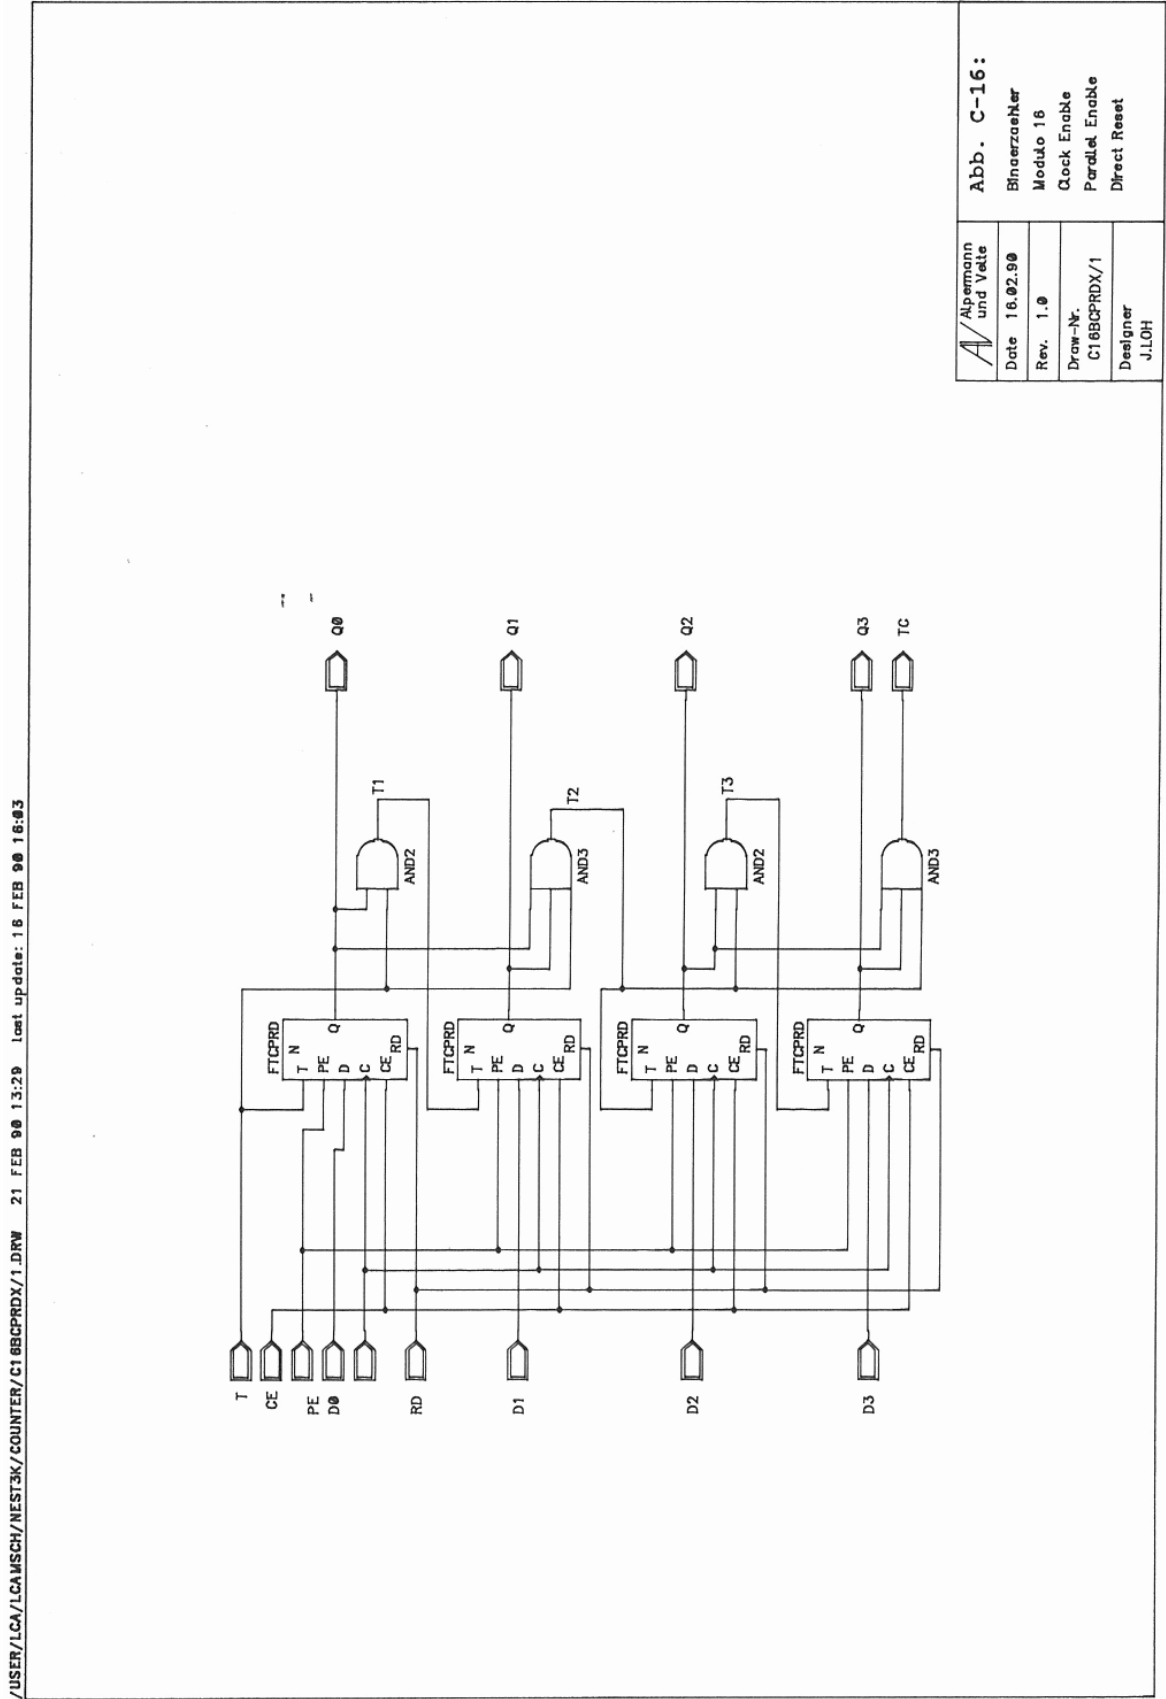 /USER/LCA/LCAMSCH/NEST3K/COUNTER/C16BCPRDX/1.DRW 21 FEB 90 13:29 last update: 16 FEB 90 16:03
T
CE
PE
D0
RD
D1
D2
D3
FTCPRD
T N
PE
D Q
C
CE
RD
FTCPRD
T N
PE
D Q
C
CE
RD
FTCPRD
T N
PE
D Q
C
CE
RD
FTCPRD
T N
PE
D Q
C
CE
RD
T1
AND2
T2
AND3
T3
AND2
AND3
Q0
Q1
Q2
Q3
TC
AV Alpermann
und Velte
Date 16.02.90
Rev. 1.0
Draw-Nr.
C16BCPRDX/1
Designer
J.LOH
Abb. C-16:
Binaerzaehler
Modulo 16
Clock Enable
Parallel Enable
Direct Reset